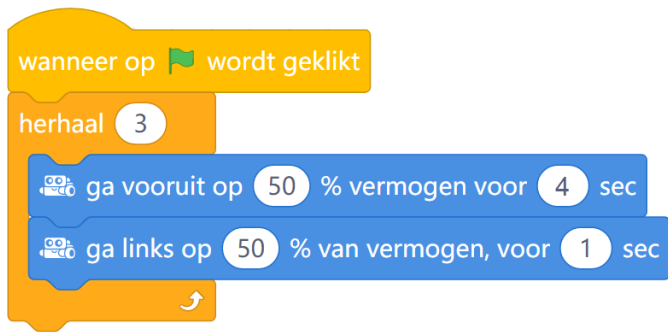 wanneer op wordt geklikt
herhaal 3
ga vooruit op 50 % vermogen voor 4 sec
ga links op 50 % van vermogen, voor 1 sec